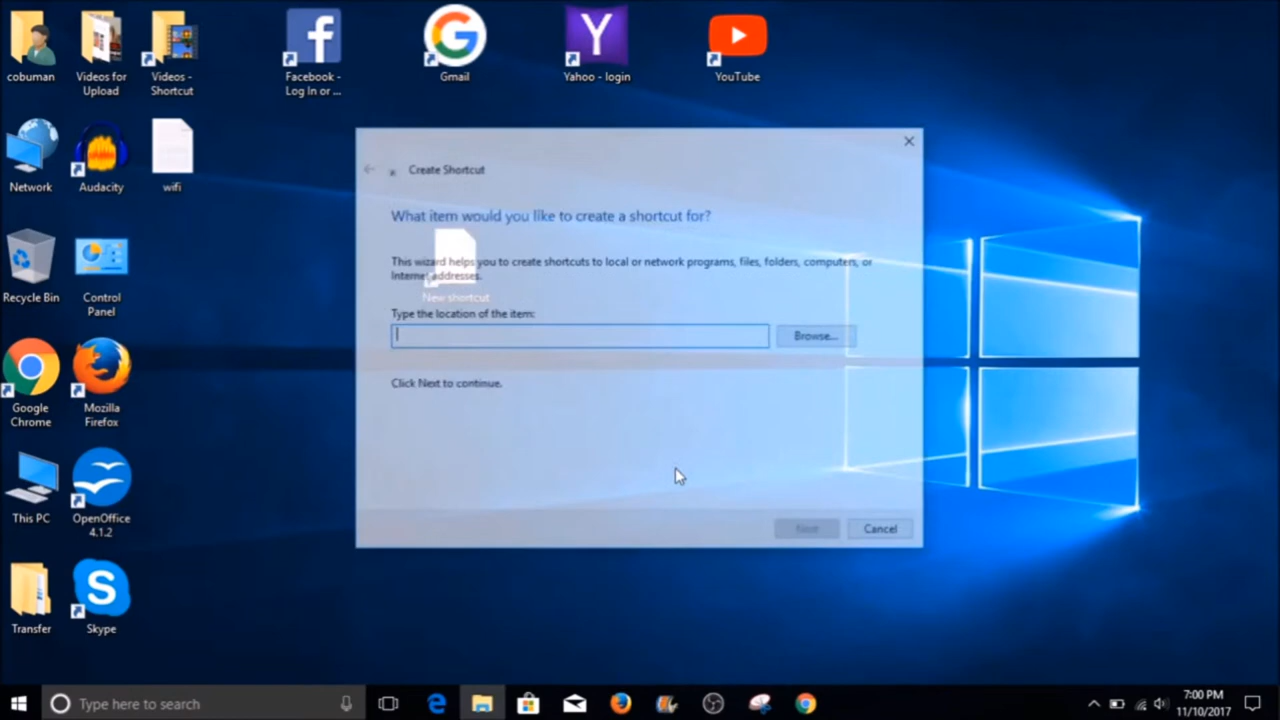 cobuman
Videos for
Upload
Videos -
Shortcut
Facebook -
Log In or ...
Gmail
Y
Yahoo - login
YouTube
Network
Audacity
wifi
Create Shortcut
What item would you like to create a shortcut for?
This wizard helps you to create shortcuts to local or network programs, files, folders, computers, or
Internet addresses.
New shortcut
Type the location of the item:
Browse...
Click Next to continue.
Next
Cancel
Recycle Bin
Control
Panel
Google
Chrome
Mozilla
Firefox
This PC
OpenOffice
4.1.2
Transfer
Skype
Type here to search
7:00 PM
11/10/2017